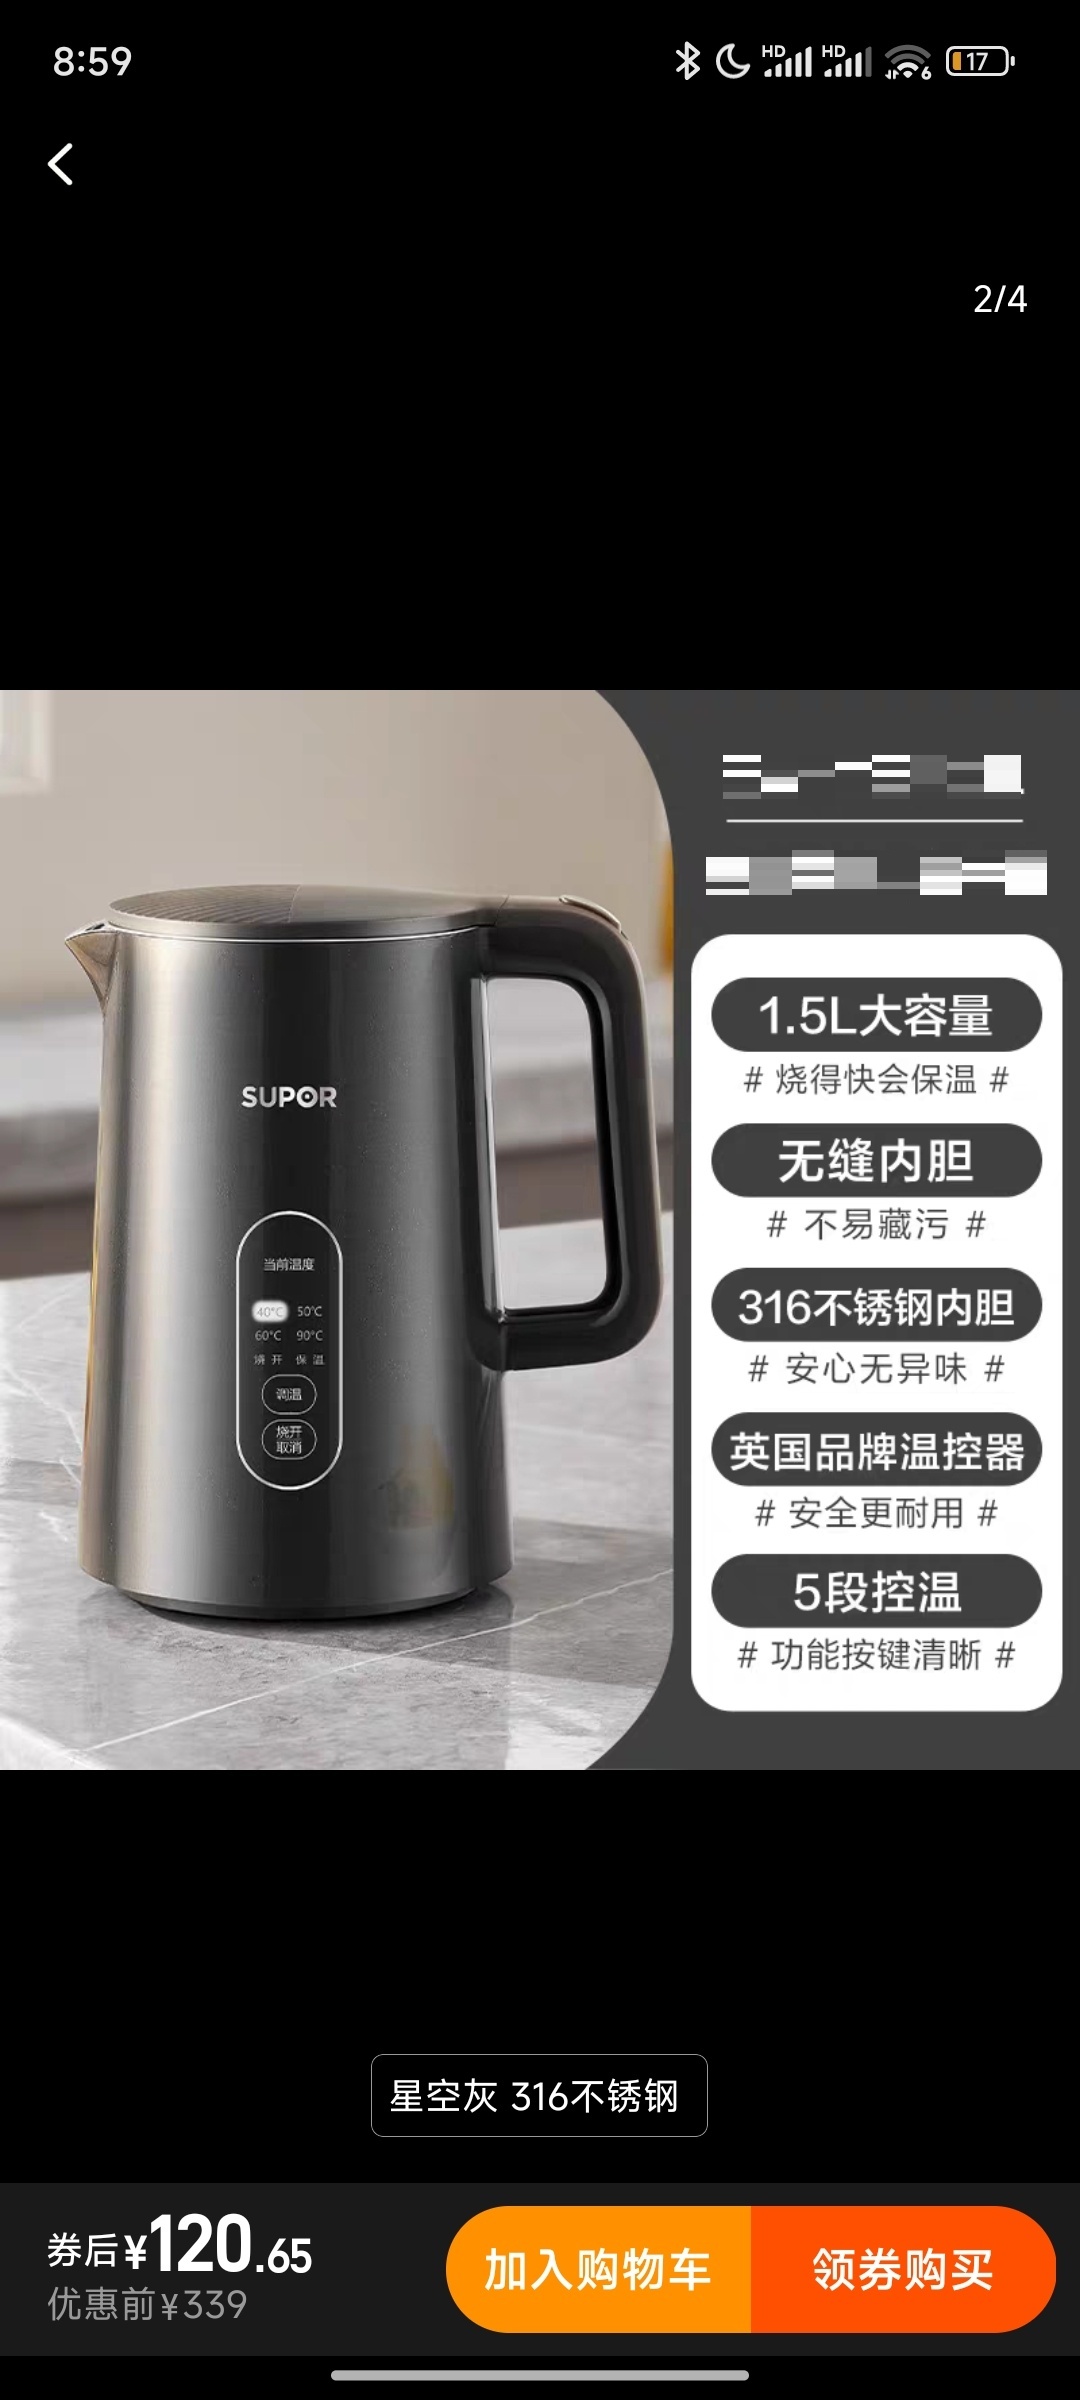 8:59
HD HD 6 17
2/4
1.5L大容量
# 烧得快会保温 #
无缝内胆
# 不易藏污 #
316不锈钢内胆
# 安心无异味 #
英国品牌温控器
# 安全更耐用 #
5段控温
# 功能按键清晰 #
SUPOR
当前温度
40°C 50°C
60°C 90°C
烧开 保温
调温
烧开
取消
星空灰 316不锈钢
券后¥120.65
优惠前¥339
加入购物车
领券购买